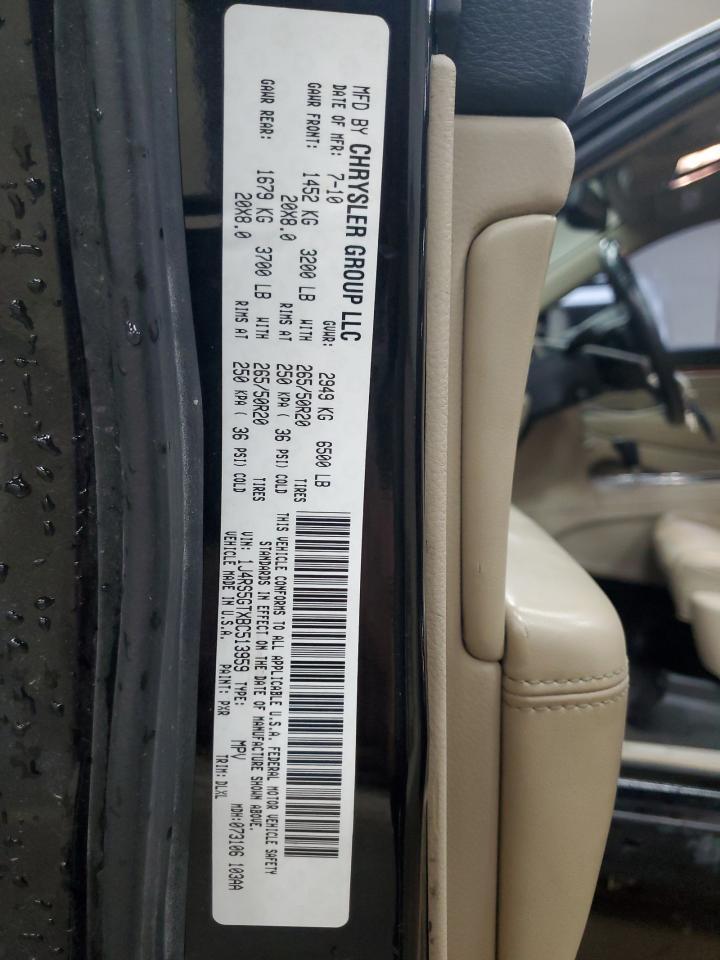 MFD BY CHRYSLER GROUP LLC
DATE OF MFR: 7-10 GVWR: 2949 KG 6500 LB
GAWR FRONT: 1452 KG 3200 LB WITH 265/50R20 TIRES
20X8.0 RIMS AT 250 KPA ( 36 PSI) COLD
GAWR REAR: 1679 KG 3700 LB WITH 265/50R20 TIRES
20X8.0 RIMS AT 250 KPA ( 36 PSI) COLD
THIS VEHICLE CONFORMS TO ALL APPLICABLE U.S.A. FEDERAL MOTOR VEHICLE SAFETY
STANDARDS IN EFFECT ON THE DATE OF MANUFACTURE SHOWN ABOVE.
VIN: 1J4RS5GTXBC513959 TYPE: MPV MDH:073106 103AA
VEHICLE MADE IN U.S.A. PAINT: PXR TRIM: DLXL